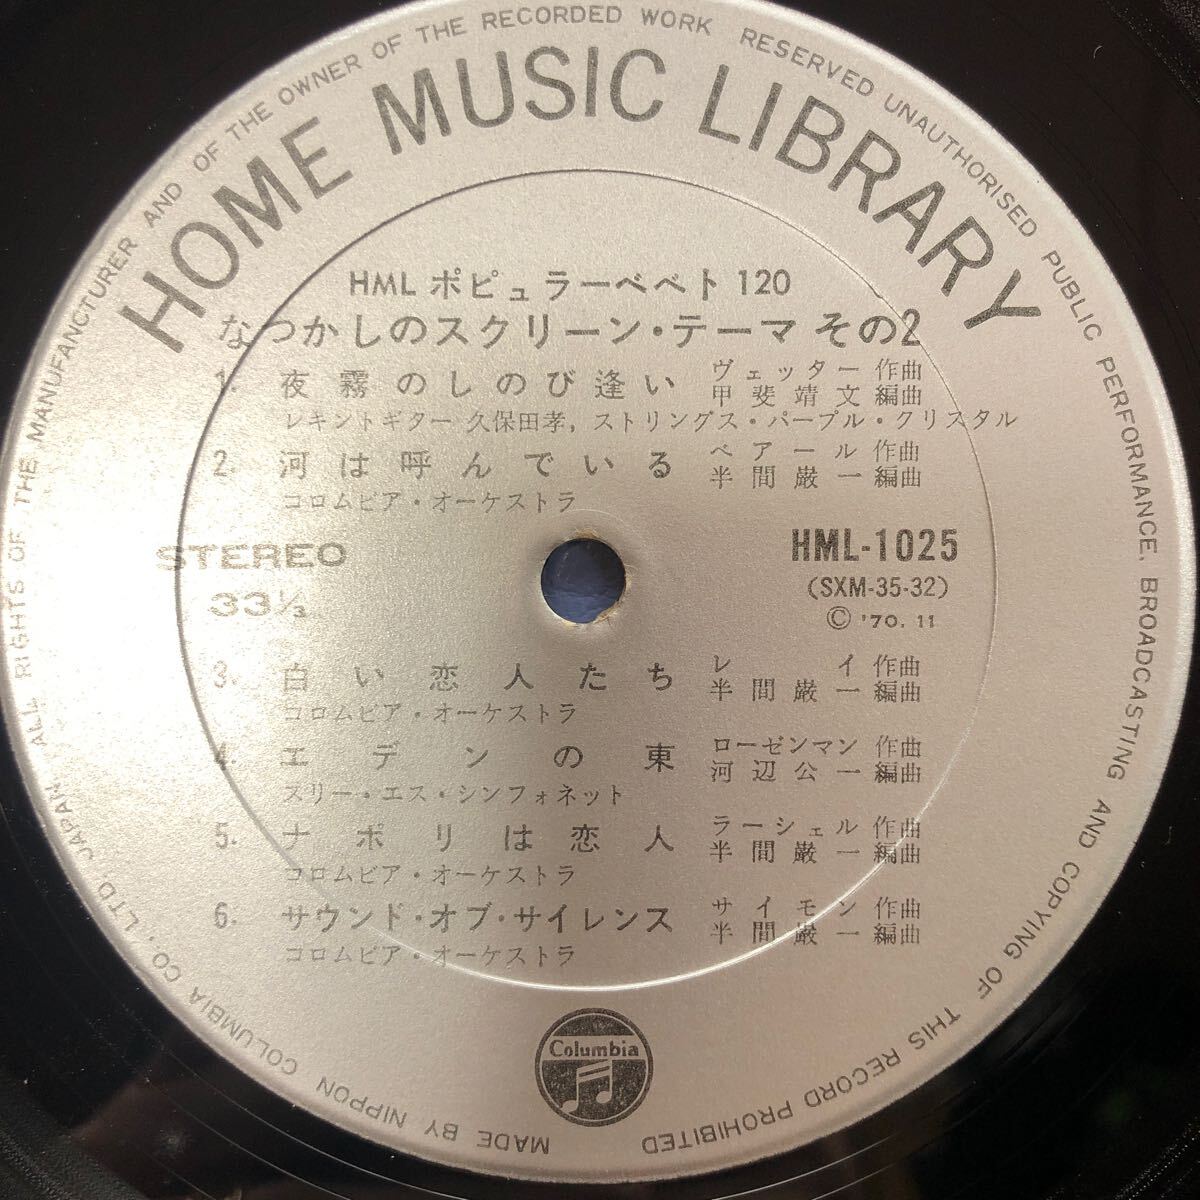 ALL RIGHTS OF THE MANUFANCTURER AND OF THE OWNER OF THE RECORDED WORK RESERVED UNAUTHORISED PUBLIC PERFORMANCE, BROADCASTING AND COPYING OF THIS RECORD PROHIBITED
HOME MUSIC LIBRARY
HML ポピュラーベベト 120
なつかしのスクリーン・テーマ その2
1. 夜霧のしのび逢い ヴェッター 作曲
甲斐靖文 編曲
レキントギター 久保田孝, ストリングス・パープル・クリスタル
2. 河は呼んでいる ベアール 作曲
半間巌一 編曲
コロムビア・オーケストラ
STEREO
33⅓
HML-1025
(SXM-35-32)
© '70. 11
3. 白い恋人たち レイ 作曲
半間巌一 編曲
コロムビア・オーケストラ
4. エデンの東 ローゼンマン 作曲
河辺公一 編曲
スリー・エス・シンフォネット
5. ナポリは恋人 ラーシェル 作曲
半間巌一 編曲
コロムビア・オーケストラ
6. サウンド・オブ・サイレンス サイモン 作曲
半間巌一 編曲
コロムビア・オーケストラ
Columbia
MADE BY NIPPON COLUMBIA CO., LTD JAPAN.